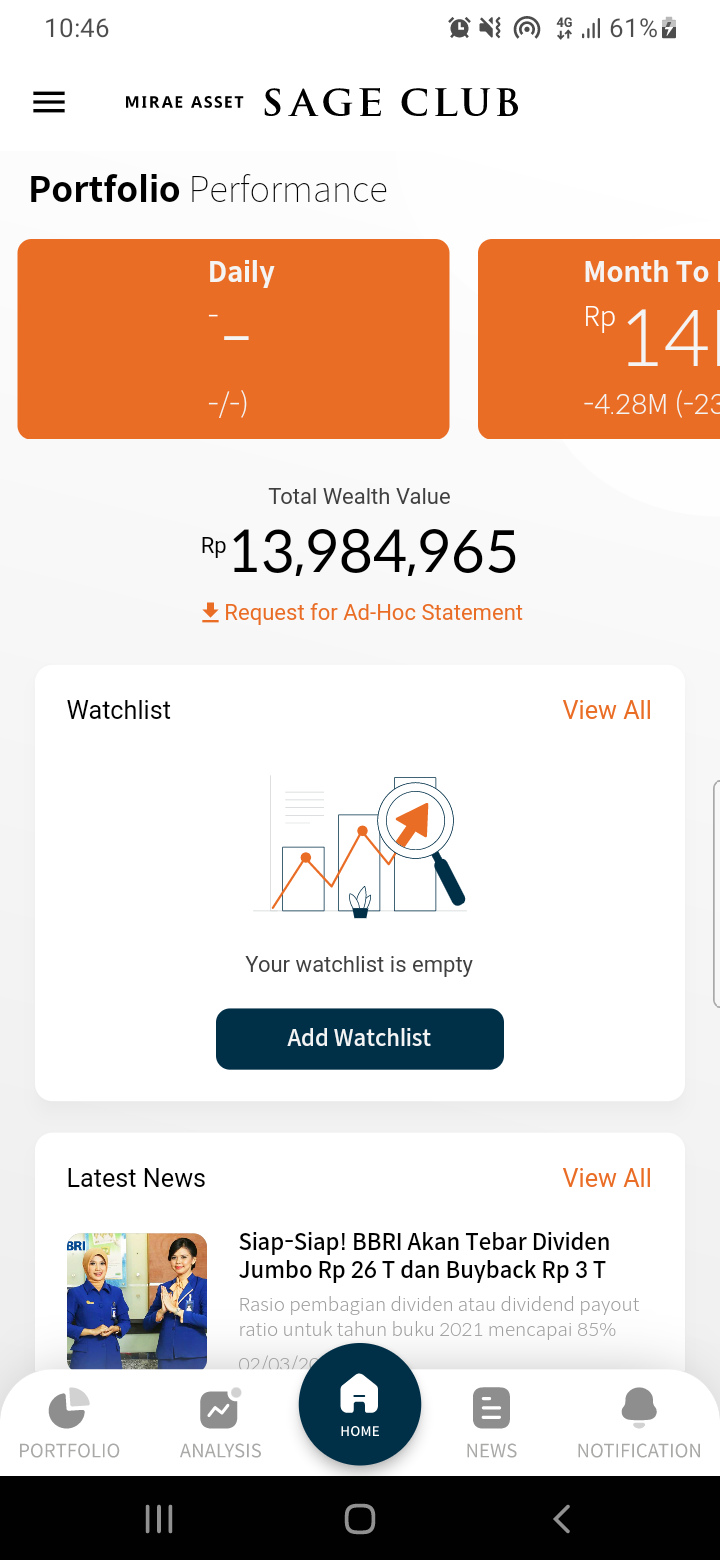 10:46
4G 61%
MIRAE ASSET SAGE CLUB
Portfolio Performance
Daily
-
–
-/-)
Month To
Rp 14
-4.28M (-23
Total Wealth Value
Rp 13,984,965
Request for Ad-Hoc Statement
Watchlist View All
Your watchlist is empty
Add Watchlist
Latest News View All
BRI
Siap-Siap! BBRI Akan Tebar Dividen
Jumbo Rp 26 T dan Buyback Rp 3 T
Rasio pembagian dividen atau dividend payout
ratio untuk tahun buku 2021 mencapai 85%
02/03/20
PORTFOLIO ANALYSIS HOME NEWS NOTIFICATION